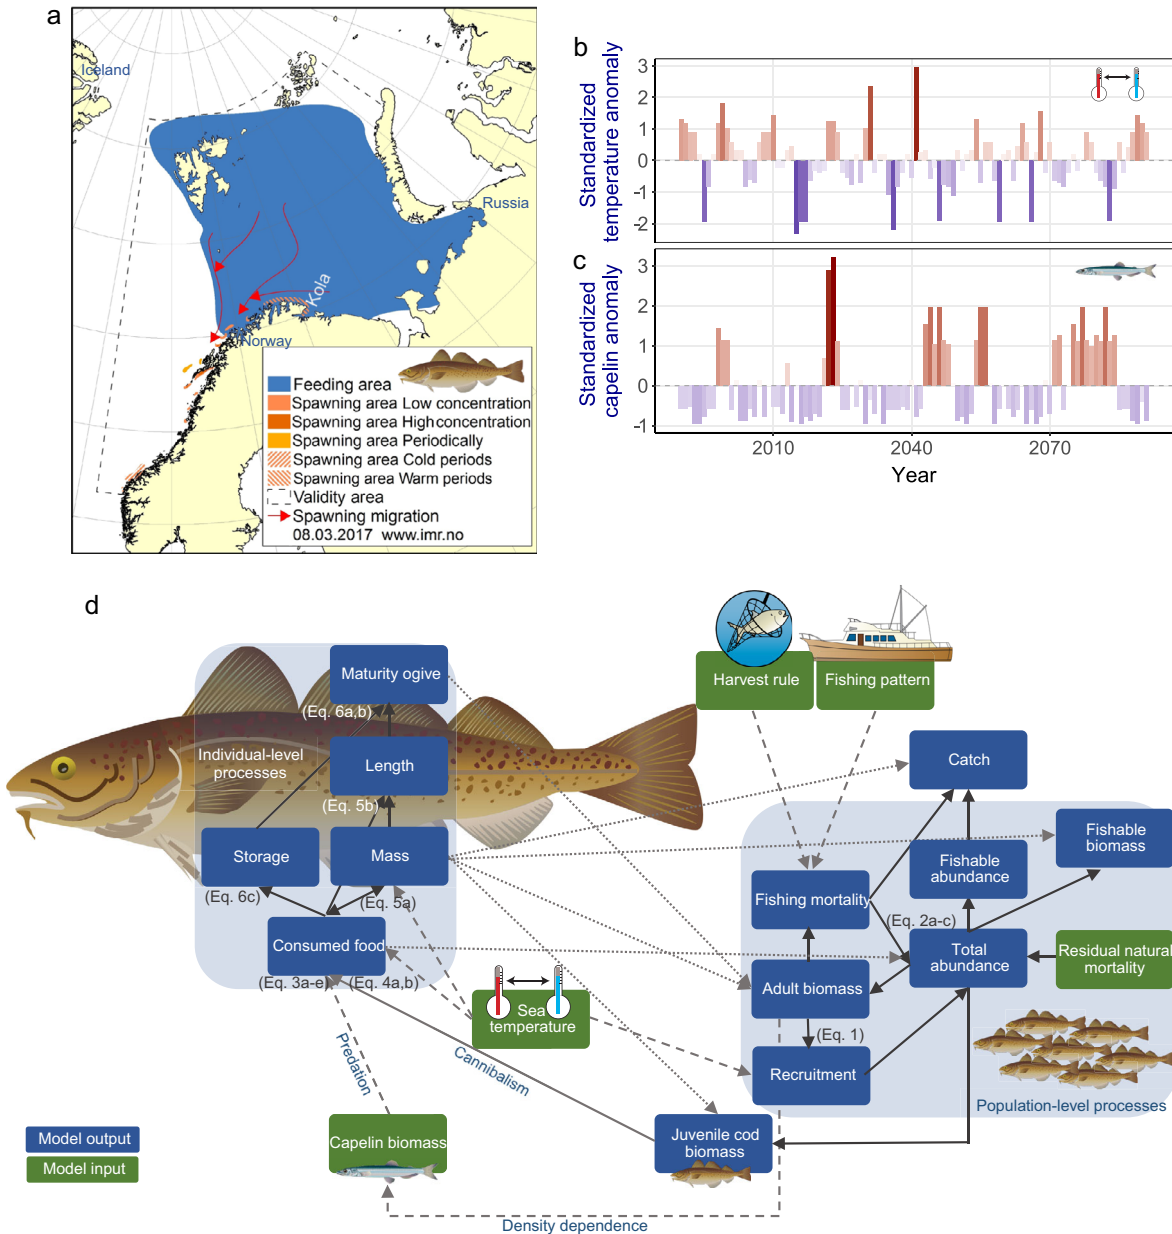 a
Iceland
Russia
Kola
Norway
Feeding area
Spawning area Low concentration
Spawning area High concentration
Spawning area Periodically
Spawning area Cold periods
Spawning area Warm periods
Validity area
Spawning migration
08.03.2017 www.imr.no
b
Standardized
temperature anomaly
3
2
1
0
-1
-2
c
Standardized
capelin anomaly
3
2
1
0
-1
2010
2040
2070
Year
d
Maturity ogive
(Eq. 6a,b)
Individual-level
processes
Length
(Eq. 5b)
Storage
Mass
(Eq. 6c)
(Eq. 5a)
Consumed food
(Eq. 3a-e)
(Eq. 4a,b)
Sea
temperature
Predation
Cannibalism
Capelin biomass
Juvenile cod
biomass
Density dependence
Model output
Model input
Harvest rule
Fishing pattern
Catch
Fishable
biomass
Fishable
abundance
Fishing mortality
(Eq. 2a-c)
Total
abundance
Residual natural
mortality
Adult biomass
(Eq. 1)
Recruitment
Population-level processes